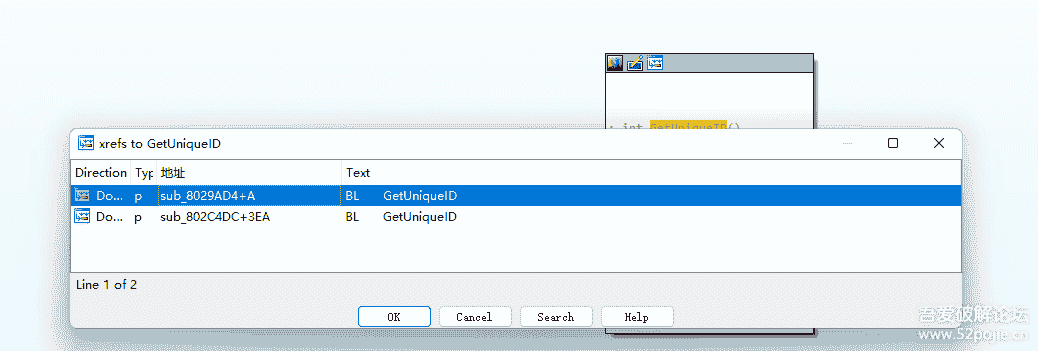 : int GetUniqueID()
xrefs to GetUniqueID
Direction Typ 地址 Text
Do... p sub_8029AD4+A BL GetUniqueID
Do... p sub_802C4DC+3EA BL GetUniqueID
Line 1 of 2
OK Cancel Search Help
吾爱破解论坛
www.52pojie.cn